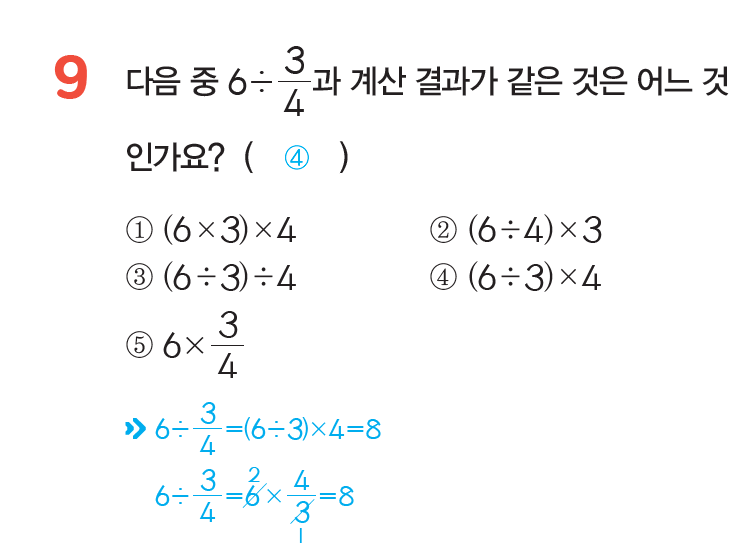 9 다음 중 6÷3/4과 계산 결과가 같은 것은 어느 것
인가요? ( ④ )
① (6×3)×4 ② (6÷4)×3
③ (6÷3)÷4 ④ (6÷3)×4
⑤ 6×3/4
» 6÷3/4=(6÷3)×4=8
6÷3/4=6×4/3=8
2
1